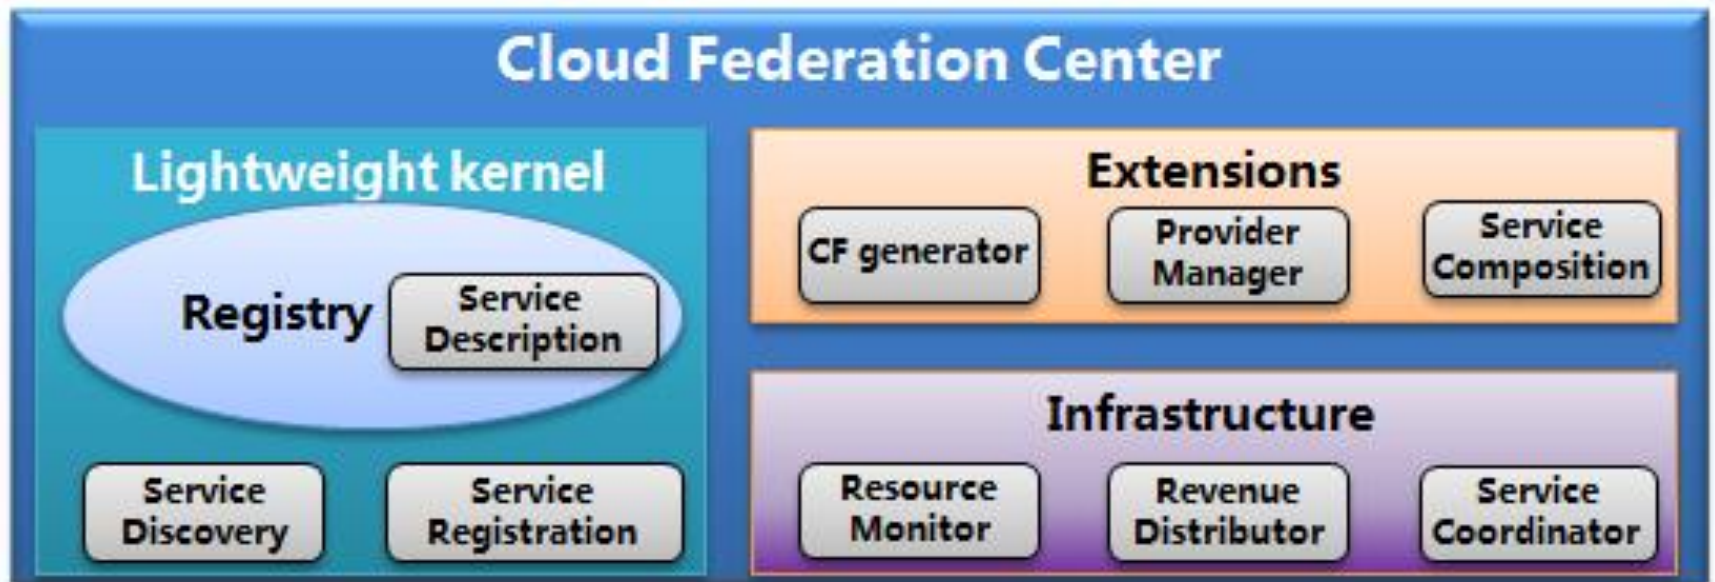 Cloud Federation Center
Lightweight kernel
Registry
Service
Description
Service
Discovery
Service
Registration
Extensions
CF generator
Provider
Manager
Service
Composition
Infrastructure
Resource
Monitor
Revenue
Distributor
Service
Coordinator